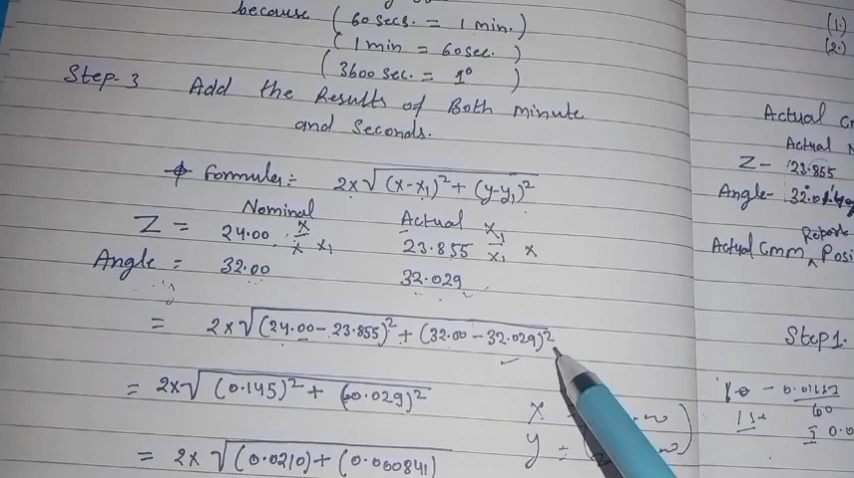 because (60 secs. = 1 min.)
(1 min = 60 sec.)
(3600 sec. = 1°)
Step-3 Add the Results of Both minute
and Seconds.
Formula:- 2x√(x-x₁)²+(y-y₁)²
Nominal Actual
Z = 24.00 x x x₁ 23.855 x₁ x₁ x
Angle = 32.00 32.029
= 2x√(24.00-23.855)²+(32.00-32.029)²
= 2x√(0.145)²+(0.029)²
= 2x√(0.0210)+(0.000841)
x
y =
(1.)
(2.)
Actual
Actual
Z- 23.855
Angle-
Report
Actual Cmm Posi
Step 1.
60